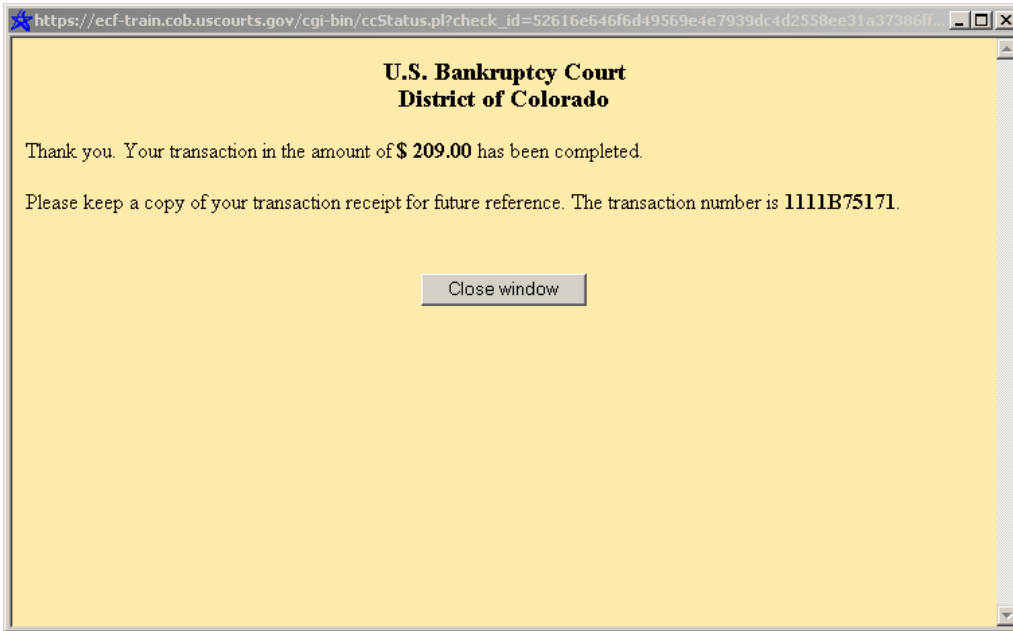 https://ecf-train.cob.uscourts.gov/cgi-bin/ccStatus.pl?check_id=52616e646f6d49569e4e7939dc4d2558ee31a37386ff...
U.S. Bankruptcy Court
District of Colorado
Thank you. Your transaction in the amount of $ 209.00 has been completed.
Please keep a copy of your transaction receipt for future reference. The transaction number is 1111B75171.
Close window